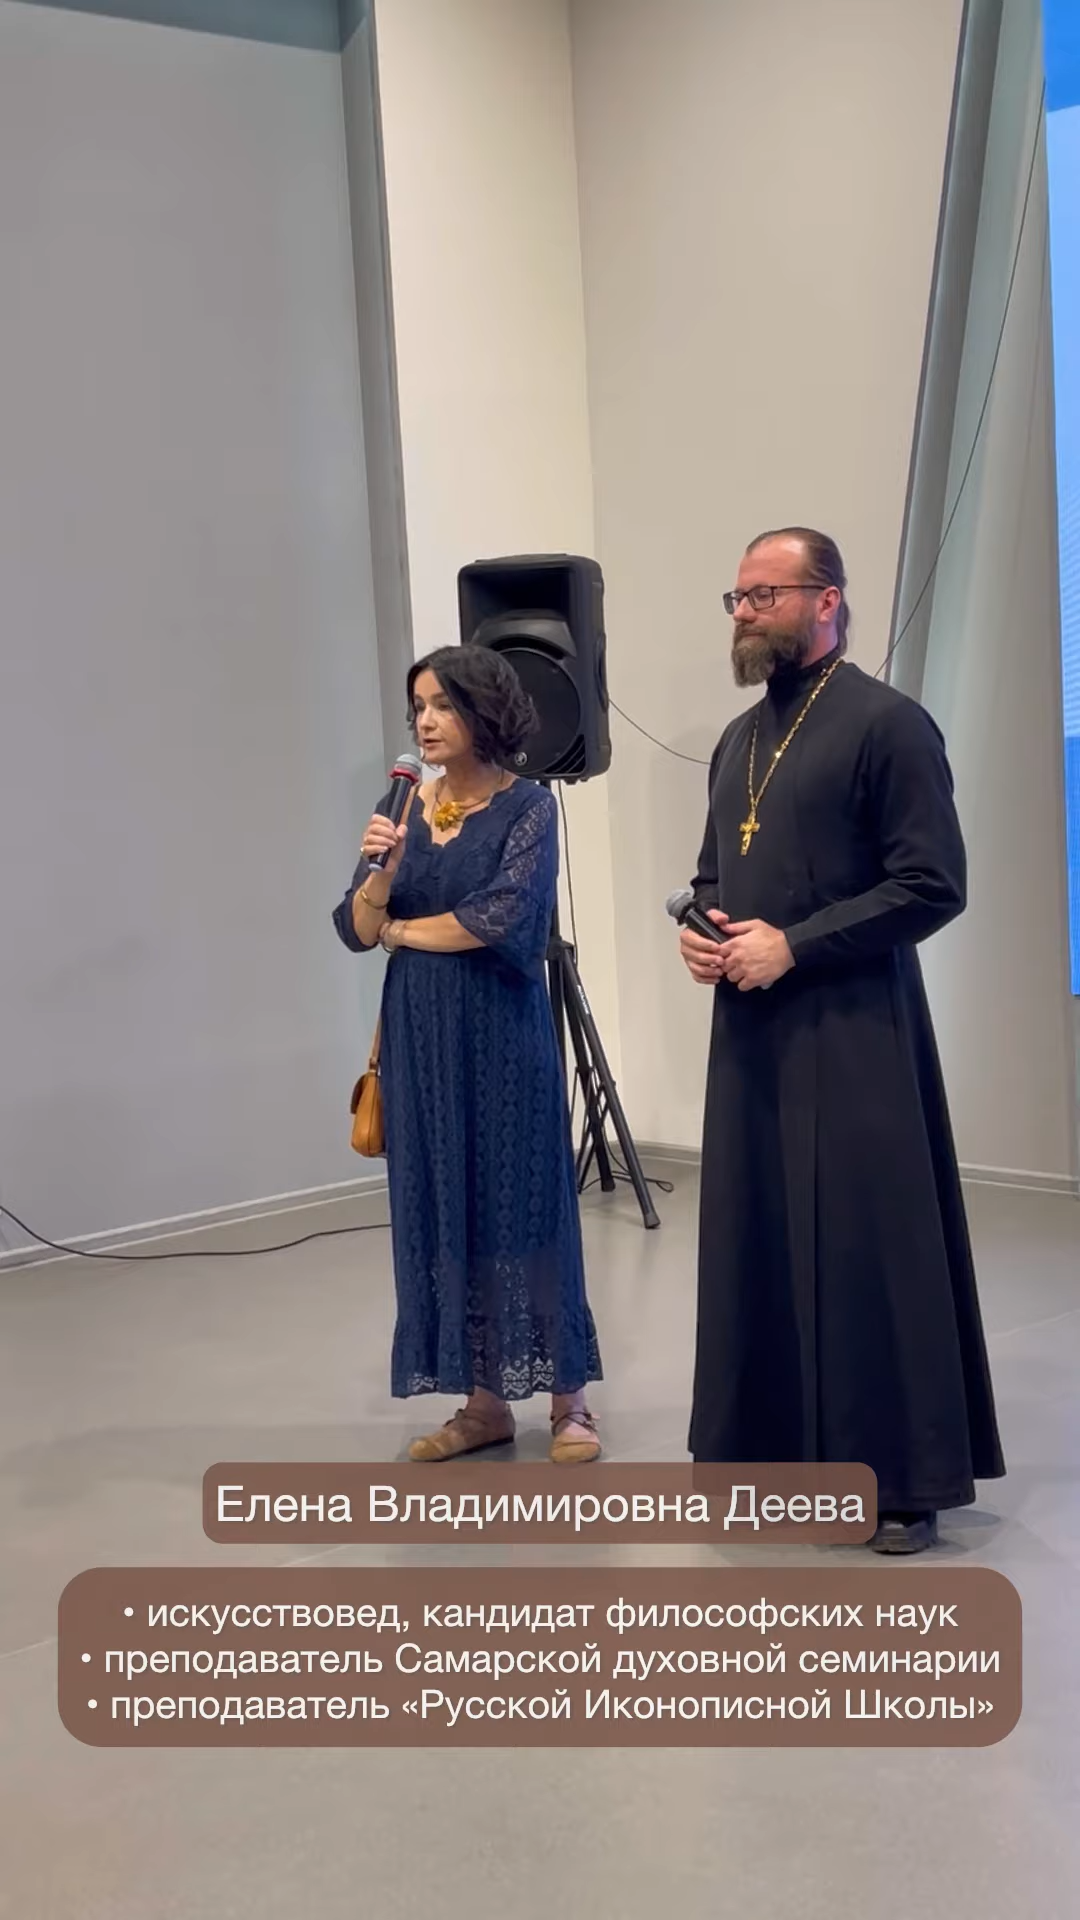 Елена Владимировна Деева
• искусствовед, кандидат философских наук
• преподаватель Самарской духовной семинарии
• преподаватель «Русской Иконописной Школы»